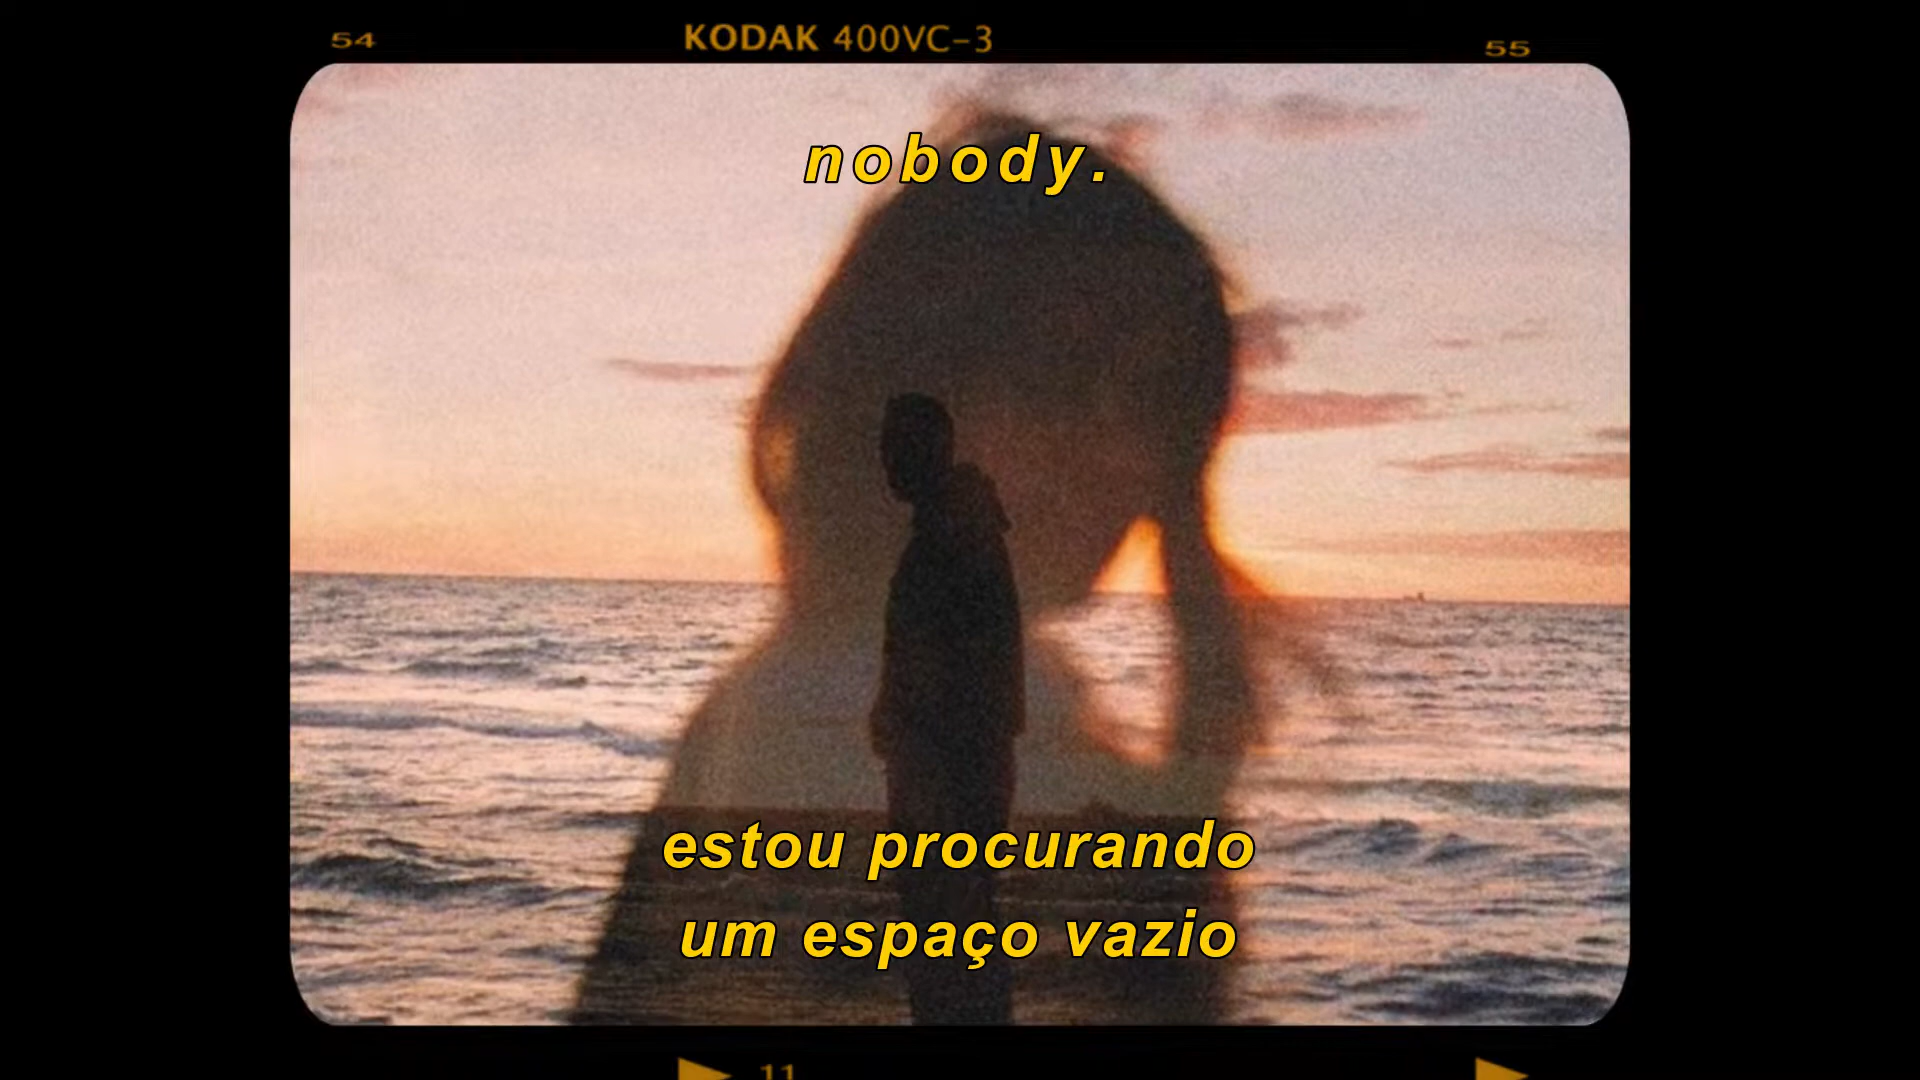 54 KODAK 400VC-3 55
nobody.
estou procurando
um espaço vazio
11